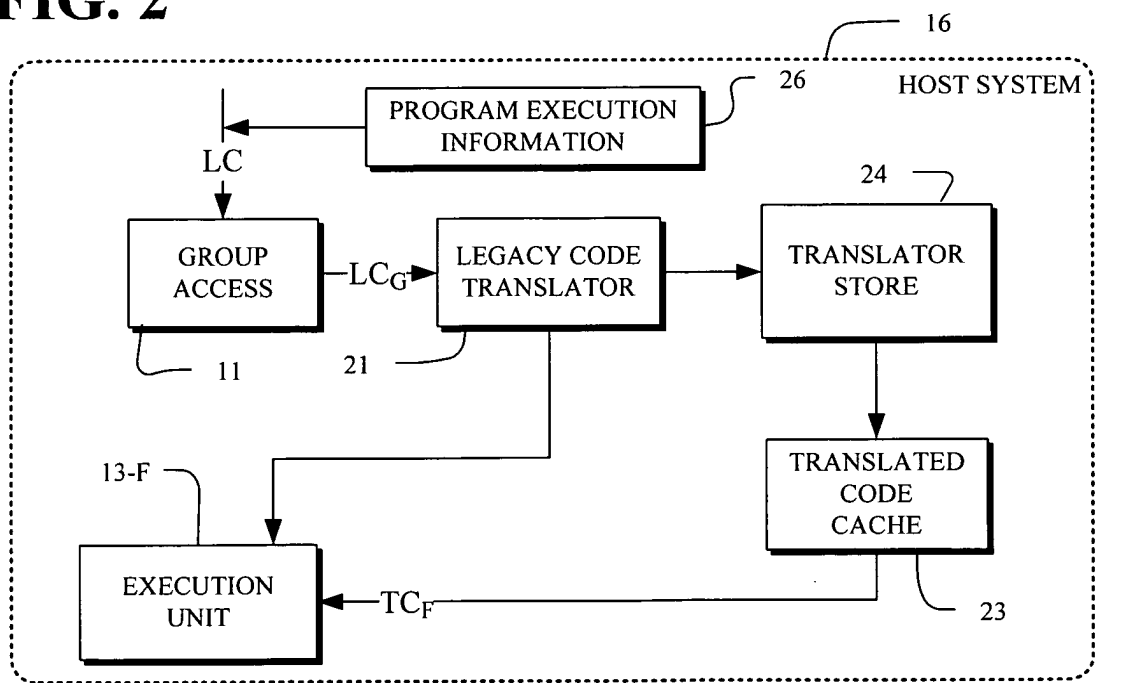 FIG. 2
16
HOST SYSTEM
26
PROGRAM EXECUTION
INFORMATION
LC
24
GROUP
ACCESS
LCG
LEGACY CODE
TRANSLATOR
TRANSLATOR
STORE
11
21
13-F
TRANSLATED
CODE
CACHE
EXECUTION
UNIT
TCF
23